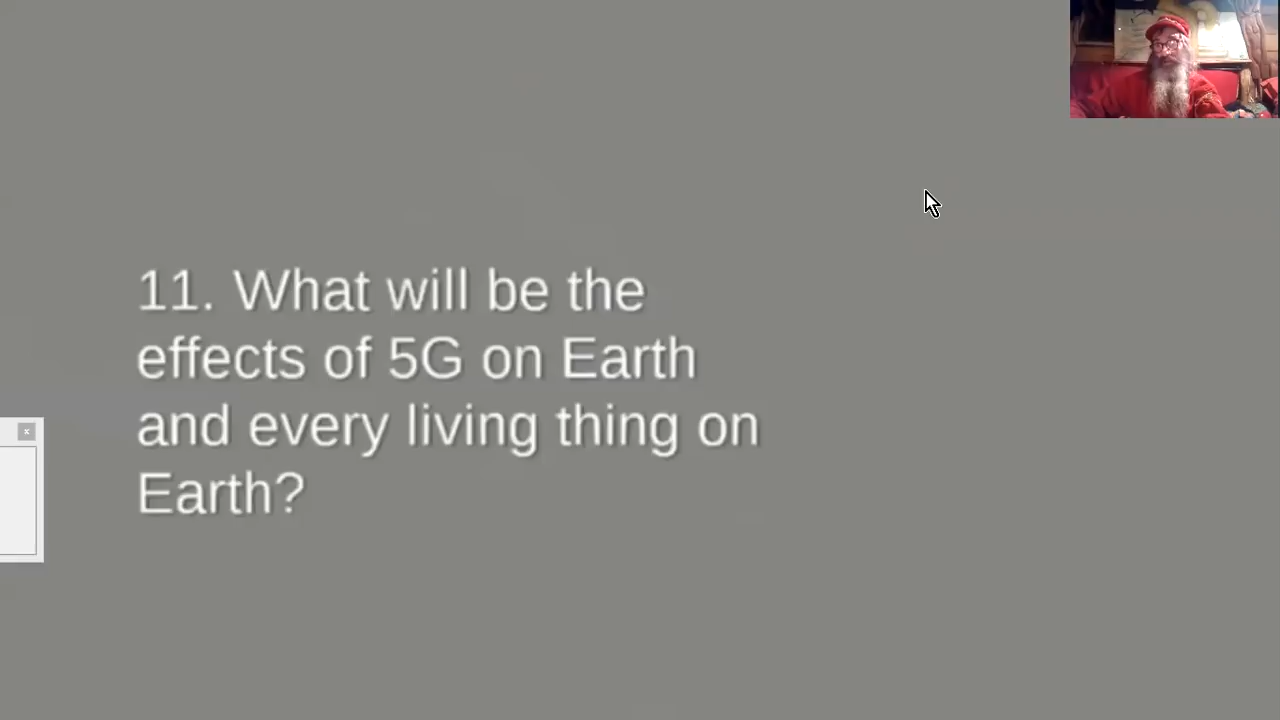 11. What will be the
effects of 5G on Earth
and every living thing on
Earth?